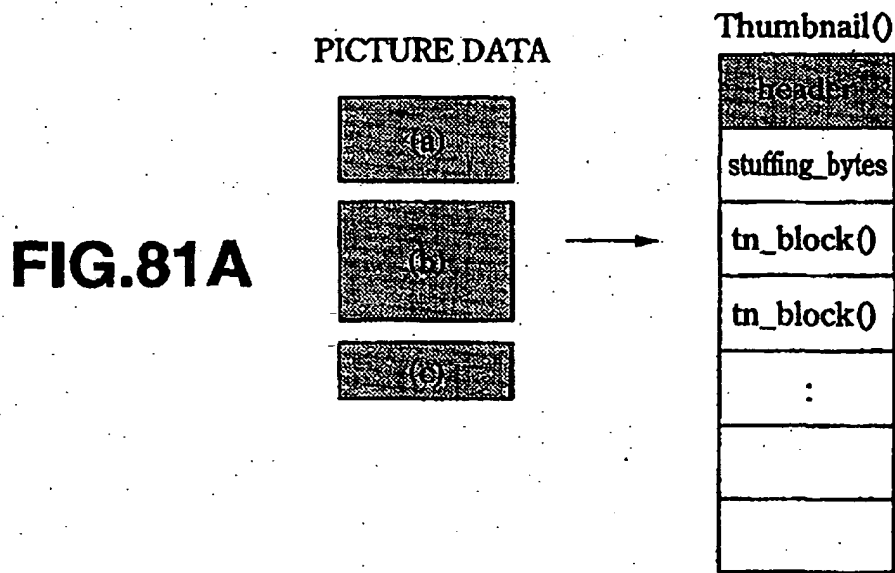 Thumbnail()
PICTURE DATA
header
(a)
stuffing_bytes
FIG.81A
(b)
tn_block()
tn_block()
(c)
: